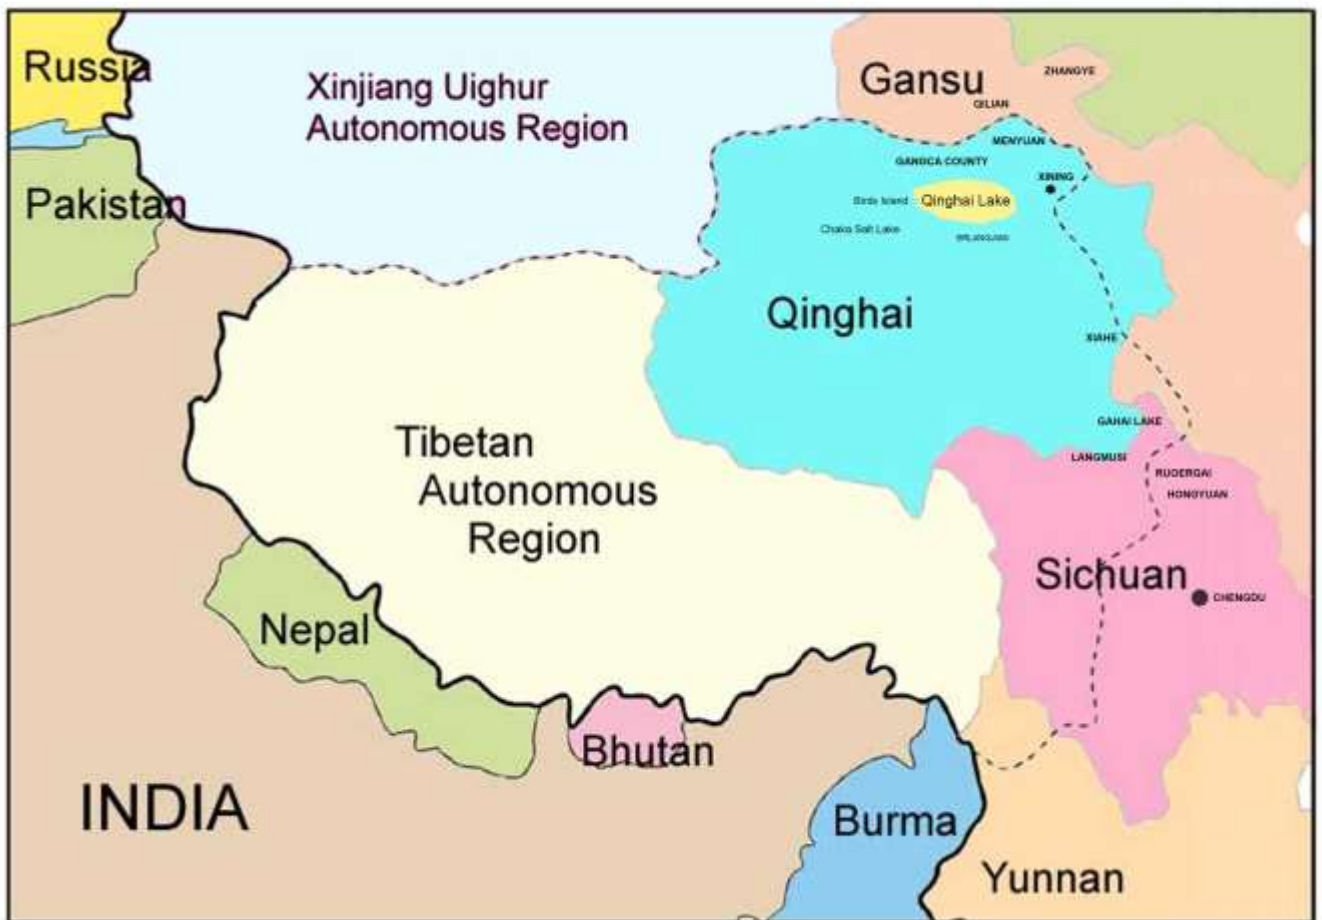 Russia
Xinjiang Uighur
Autonomous Region
Gansu
ZHANGYE
QILIAN
MENYUAN
GANGCA COUNTY
XINING
Pakistan
Birds Island
Qinghai Lake
Chaka Salt Lake
Qinghai
XIAHE
GAHAI LAKE
LANGMUSI
RUOERGAI
HONGYUAN
Tibetan
Autonomous
Region
Sichuan
CHENGDU
Nepal
Bhutan
INDIA
Burma
Yunnan